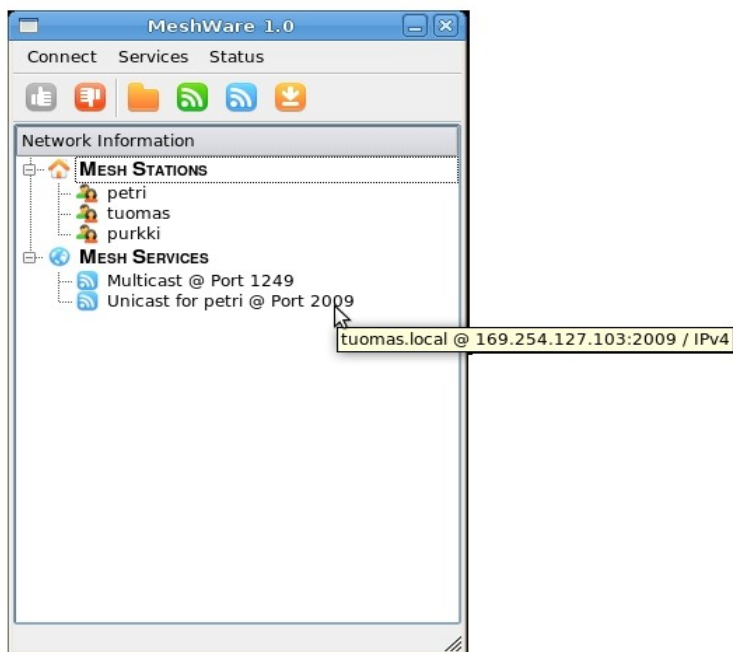 MeshWare 1.0
Connect Services Status
Network Information
MESH STATIONS
petri
tuomas
purkki
MESH SERVICES
Multicast @ Port 1249
Unicast for petri @ Port 2009
tuomas.local @ 169.254.127.103:2009 / IPv4